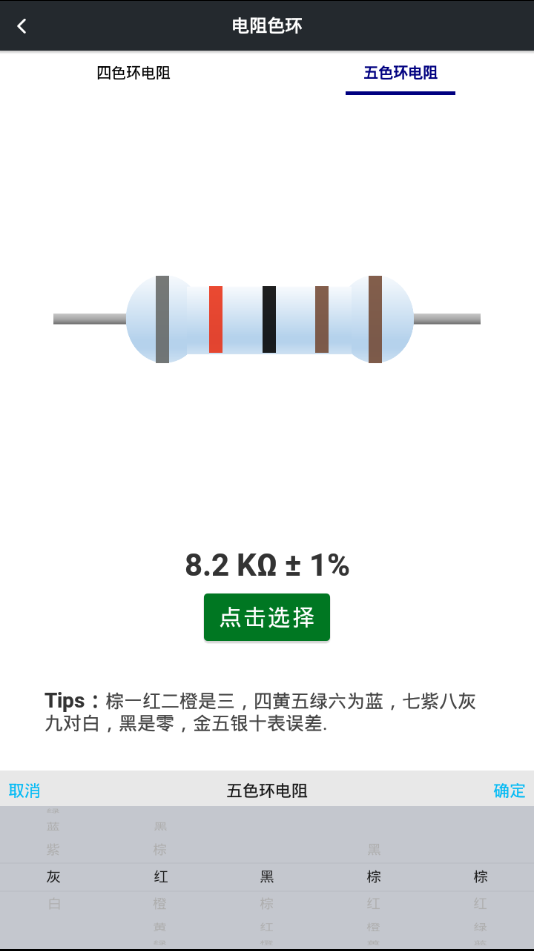 电阻色环
四色环电阻 五色环电阻
8.2 KΩ ± 1%
点击选择
Tips：棕一红二橙是三，四黄五绿六为蓝，七紫八灰
九对白，黑是零，金五银十表误差.
取消 五色环电阻 确定
蓝 黑
紫 棕 黑
灰 红 黑 棕 棕
白 橙 棕 红 红
黄 红 橙 绿